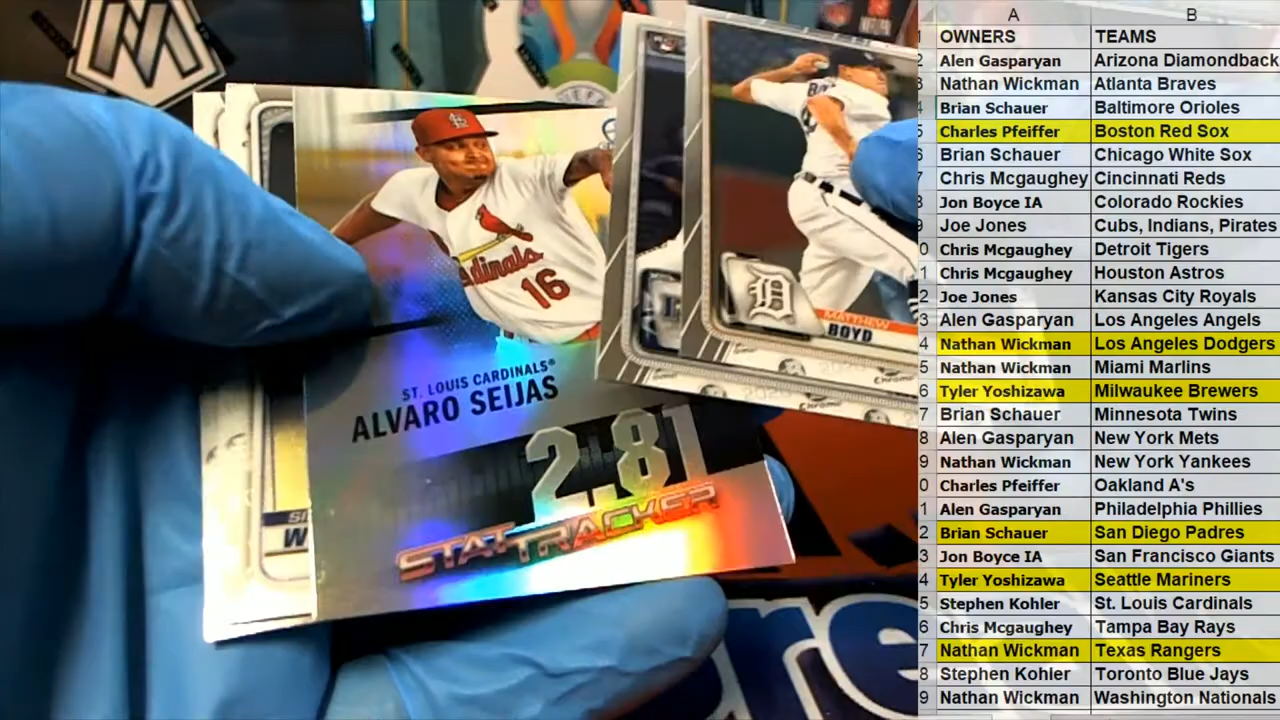 Cardinals
16
ST. LOUIS CARDINALS®
ALVARO SEIJAS
2.81
STAT TRACKER
MATTHEW
BOYD
Chrome
Chrome
A B
OWNERS TEAMS
Alen Gasparyan Arizona Diamondback
Nathan Wickman Atlanta Braves
Brian Schauer Baltimore Orioles
Charles Pfeiffer Boston Red Sox
Brian Schauer Chicago White Sox
Chris Mcgaughey Cincinnati Reds
Jon Boyce IA Colorado Rockies
Joe Jones Cubs, Indians, Pirates
Chris Mcgaughey Detroit Tigers
Chris Mcgaughey Houston Astros
Joe Jones Kansas City Royals
Alen Gasparyan Los Angeles Angels
Nathan Wickman Los Angeles Dodgers
Nathan Wickman Miami Marlins
Tyler Yoshizawa Milwaukee Brewers
Brian Schauer Minnesota Twins
Alen Gasparyan New York Mets
Nathan Wickman New York Yankees
Charles Pfeiffer Oakland A's
Alen Gasparyan Philadelphia Phillies
Brian Schauer San Diego Padres
Jon Boyce IA San Francisco Giants
Tyler Yoshizawa Seattle Mariners
Stephen Kohler St. Louis Cardinals
Chris Mcgaughey Tampa Bay Rays
Nathan Wickman Texas Rangers
Stephen Kohler Toronto Blue Jays
Nathan Wickman Washington Nationals